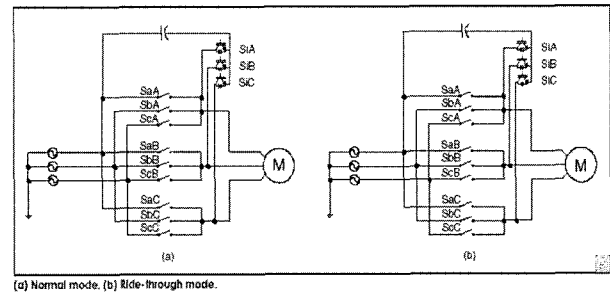 SiA
SiB
SiC
SaA
SbA
ScA
SaB
SbB
ScB
SaC
SbC
ScC
M
(a)
SiA
SiB
SiC
SaA
SbA
ScA
SaB
SbB
ScB
SaC
SbC
ScC
M
(b)
(a) Normal mode. (b) Ride-through mode.